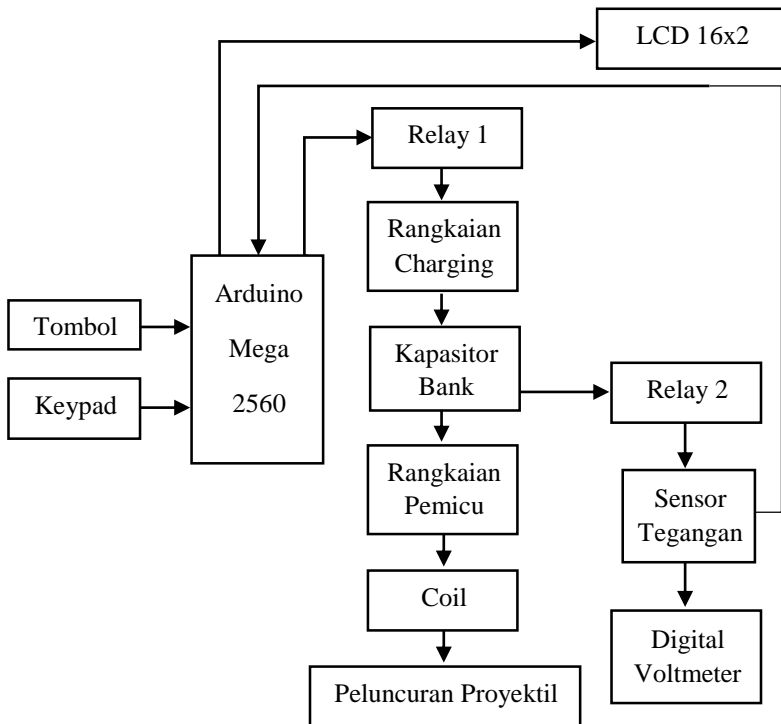 LCD 16x2
Relay 1
Rangkaian
Charging
Arduino
Mega
2560
Tombol
Keypad
Kapasitor
Bank
Relay 2
Rangkaian
Pemicu
Sensor
Tegangan
Coil
Digital
Voltmeter
Peluncuran Proyektil